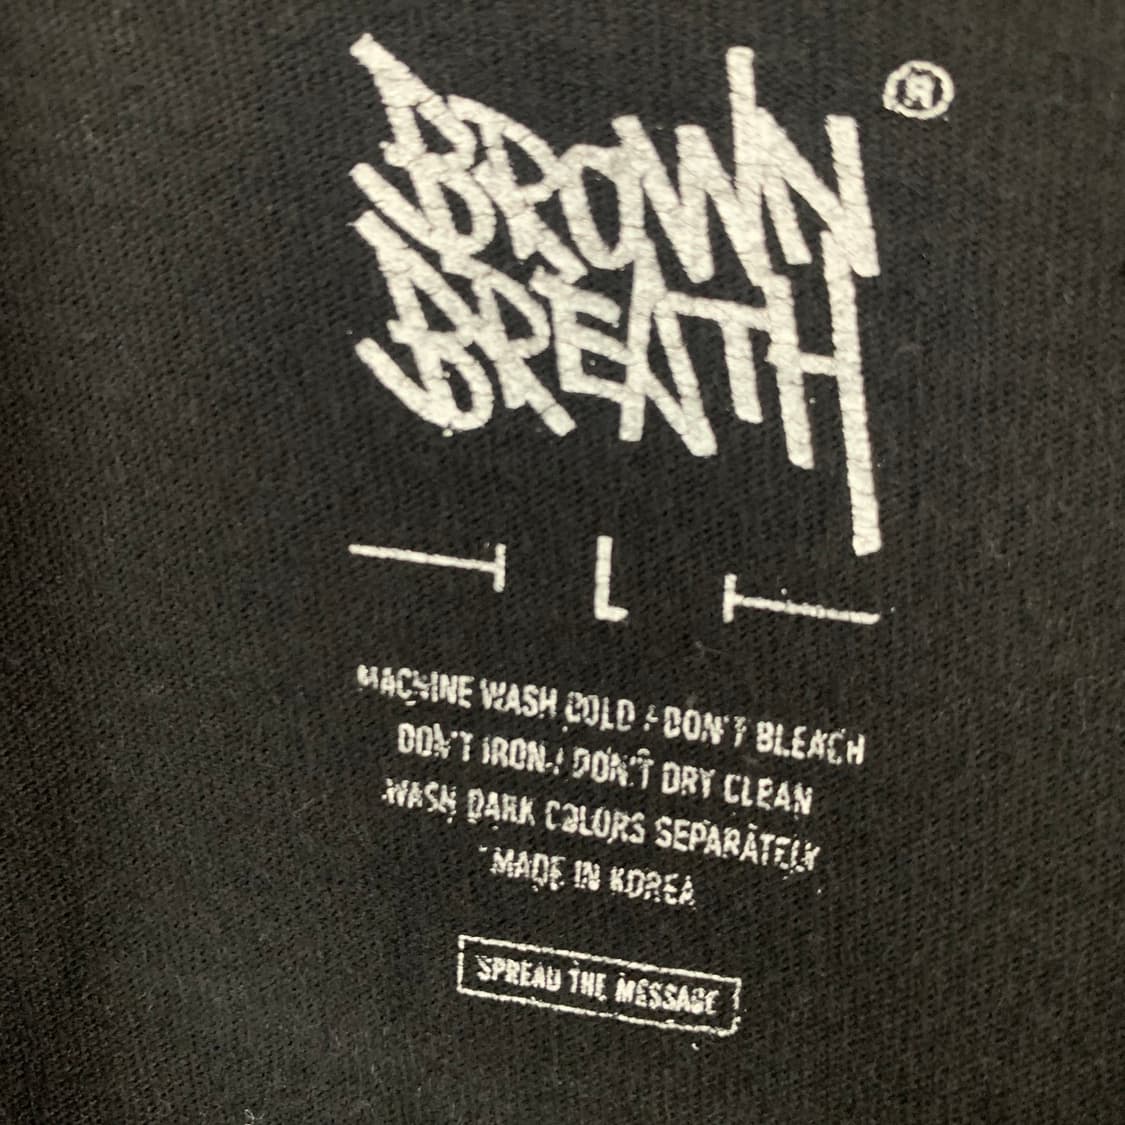 BROWN ®
BREATH
L
MACHINE WASH COLD / DON'T BLEACH
DON'T IRON / DON'T DRY CLEAN
WASH DARK COLORS SEPARATELY
MADE IN KOREA
SPREAD THE MESSAGE